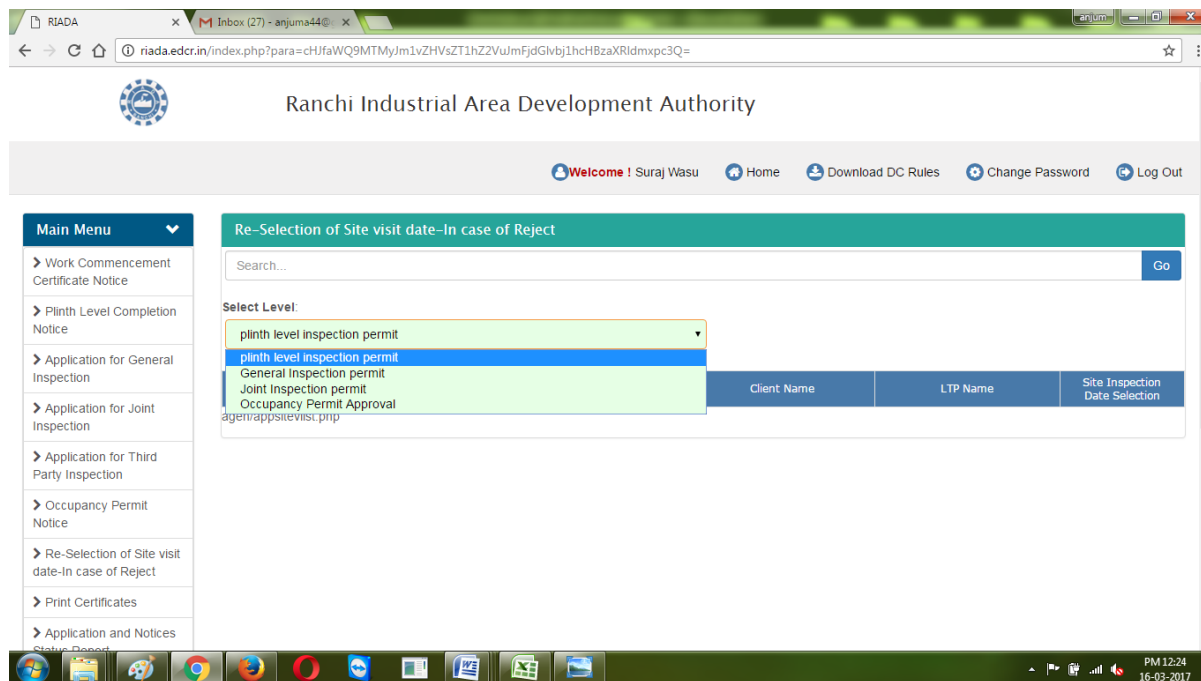 RIADA
Inbox (27) - anjuma44@
anjum
riada.edcr.in/index.php?para=cHJfaWQ9MTMyJm1vZHVsZT1hZ2VuJmFjdGlvbj1hcHBzaXRldmxpc3Q=
Ranchi Industrial Area Development Authority
Welcome ! Suraj Wasu Home Download DC Rules Change Password Log Out
Main Menu
Work Commencement
Certificate Notice
Plinth Level Completion
Notice
Application for General
Inspection
Application for Joint
Inspection
Application for Third
Party Inspection
Occupancy Permit
Notice
Re-Selection of Site visit
date-In case of Reject
Print Certificates
Application and Notices
Status Report
Re-Selection of Site visit date-In case of Reject
Search...
Go
Select Level:
plinth level inspection permit
plinth level inspection permit
General Inspection permit
Joint Inspection permit
Occupancy Permit Approval
Client Name
LTP Name
Site Inspection
Date Selection
agen/appsitevlist.php
PM 12:24
16-03-2017